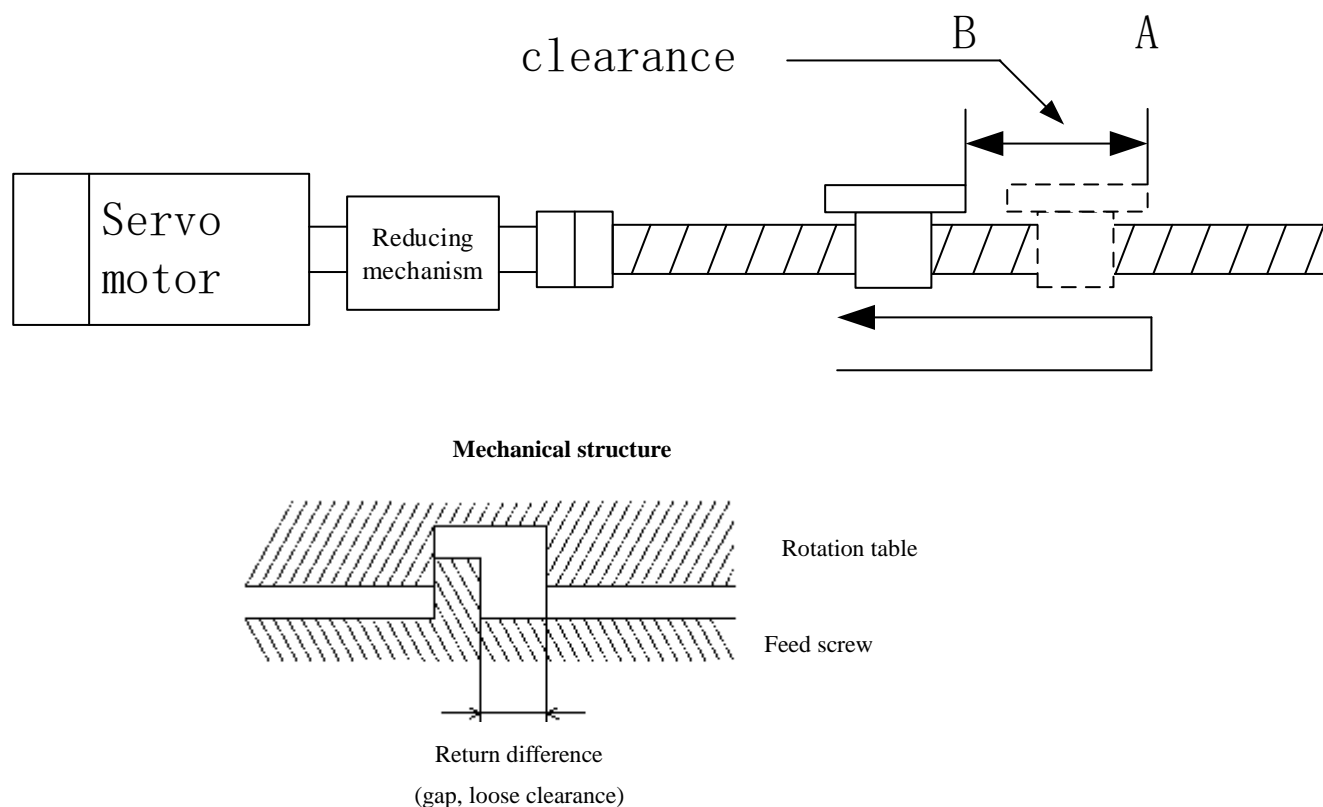 B A
clearance
Servo
motor
Reducing
mechanism
Mechanical structure
Rotation table
Feed screw
Return difference
(gap, loose clearance)